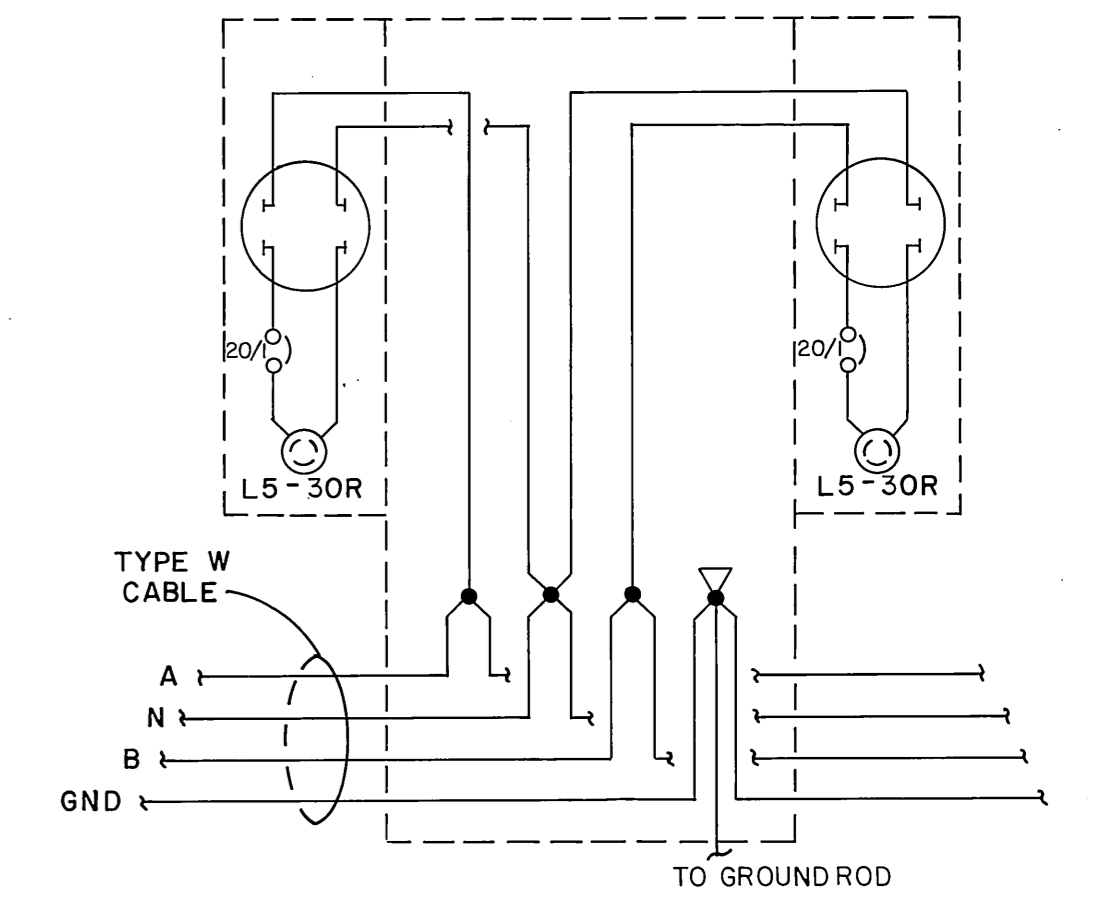 20/1
20/1
L5-30R
L5-30R
TYPE W
CABLE
A
N
B
GND
TO GROUND ROD